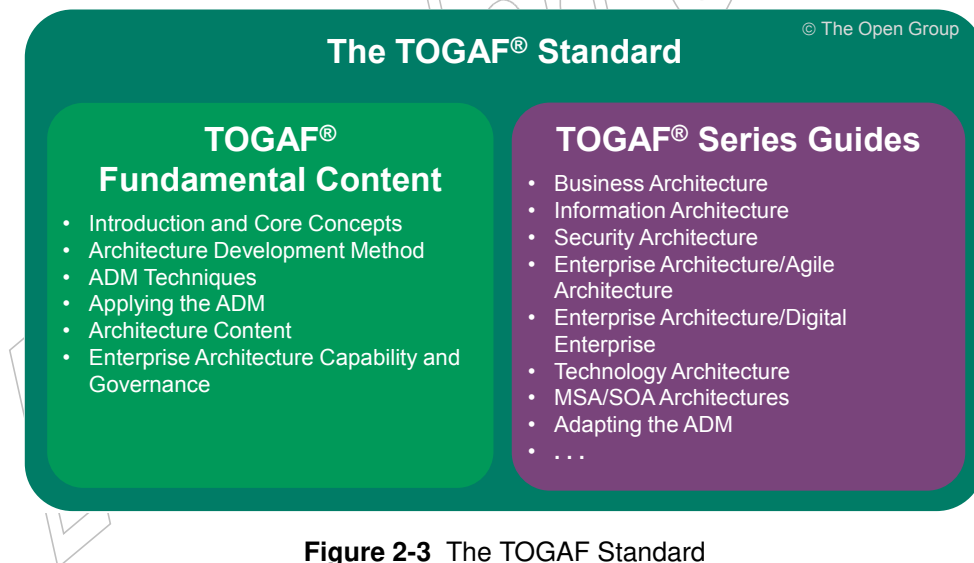 © The Open Group
The TOGAF® Standard
TOGAF®
Fundamental Content
• Introduction and Core Concepts
• Architecture Development Method
• ADM Techniques
• Applying the ADM
• Architecture Content
• Enterprise Architecture Capability and
Governance
TOGAF® Series Guides
• Business Architecture
• Information Architecture
• Security Architecture
• Enterprise Architecture/Agile
Architecture
• Enterprise Architecture/Digital
Enterprise
• Technology Architecture
• MSA/SOA Architectures
• Adapting the ADM
• . . .
Figure 2-3 The TOGAF Standard